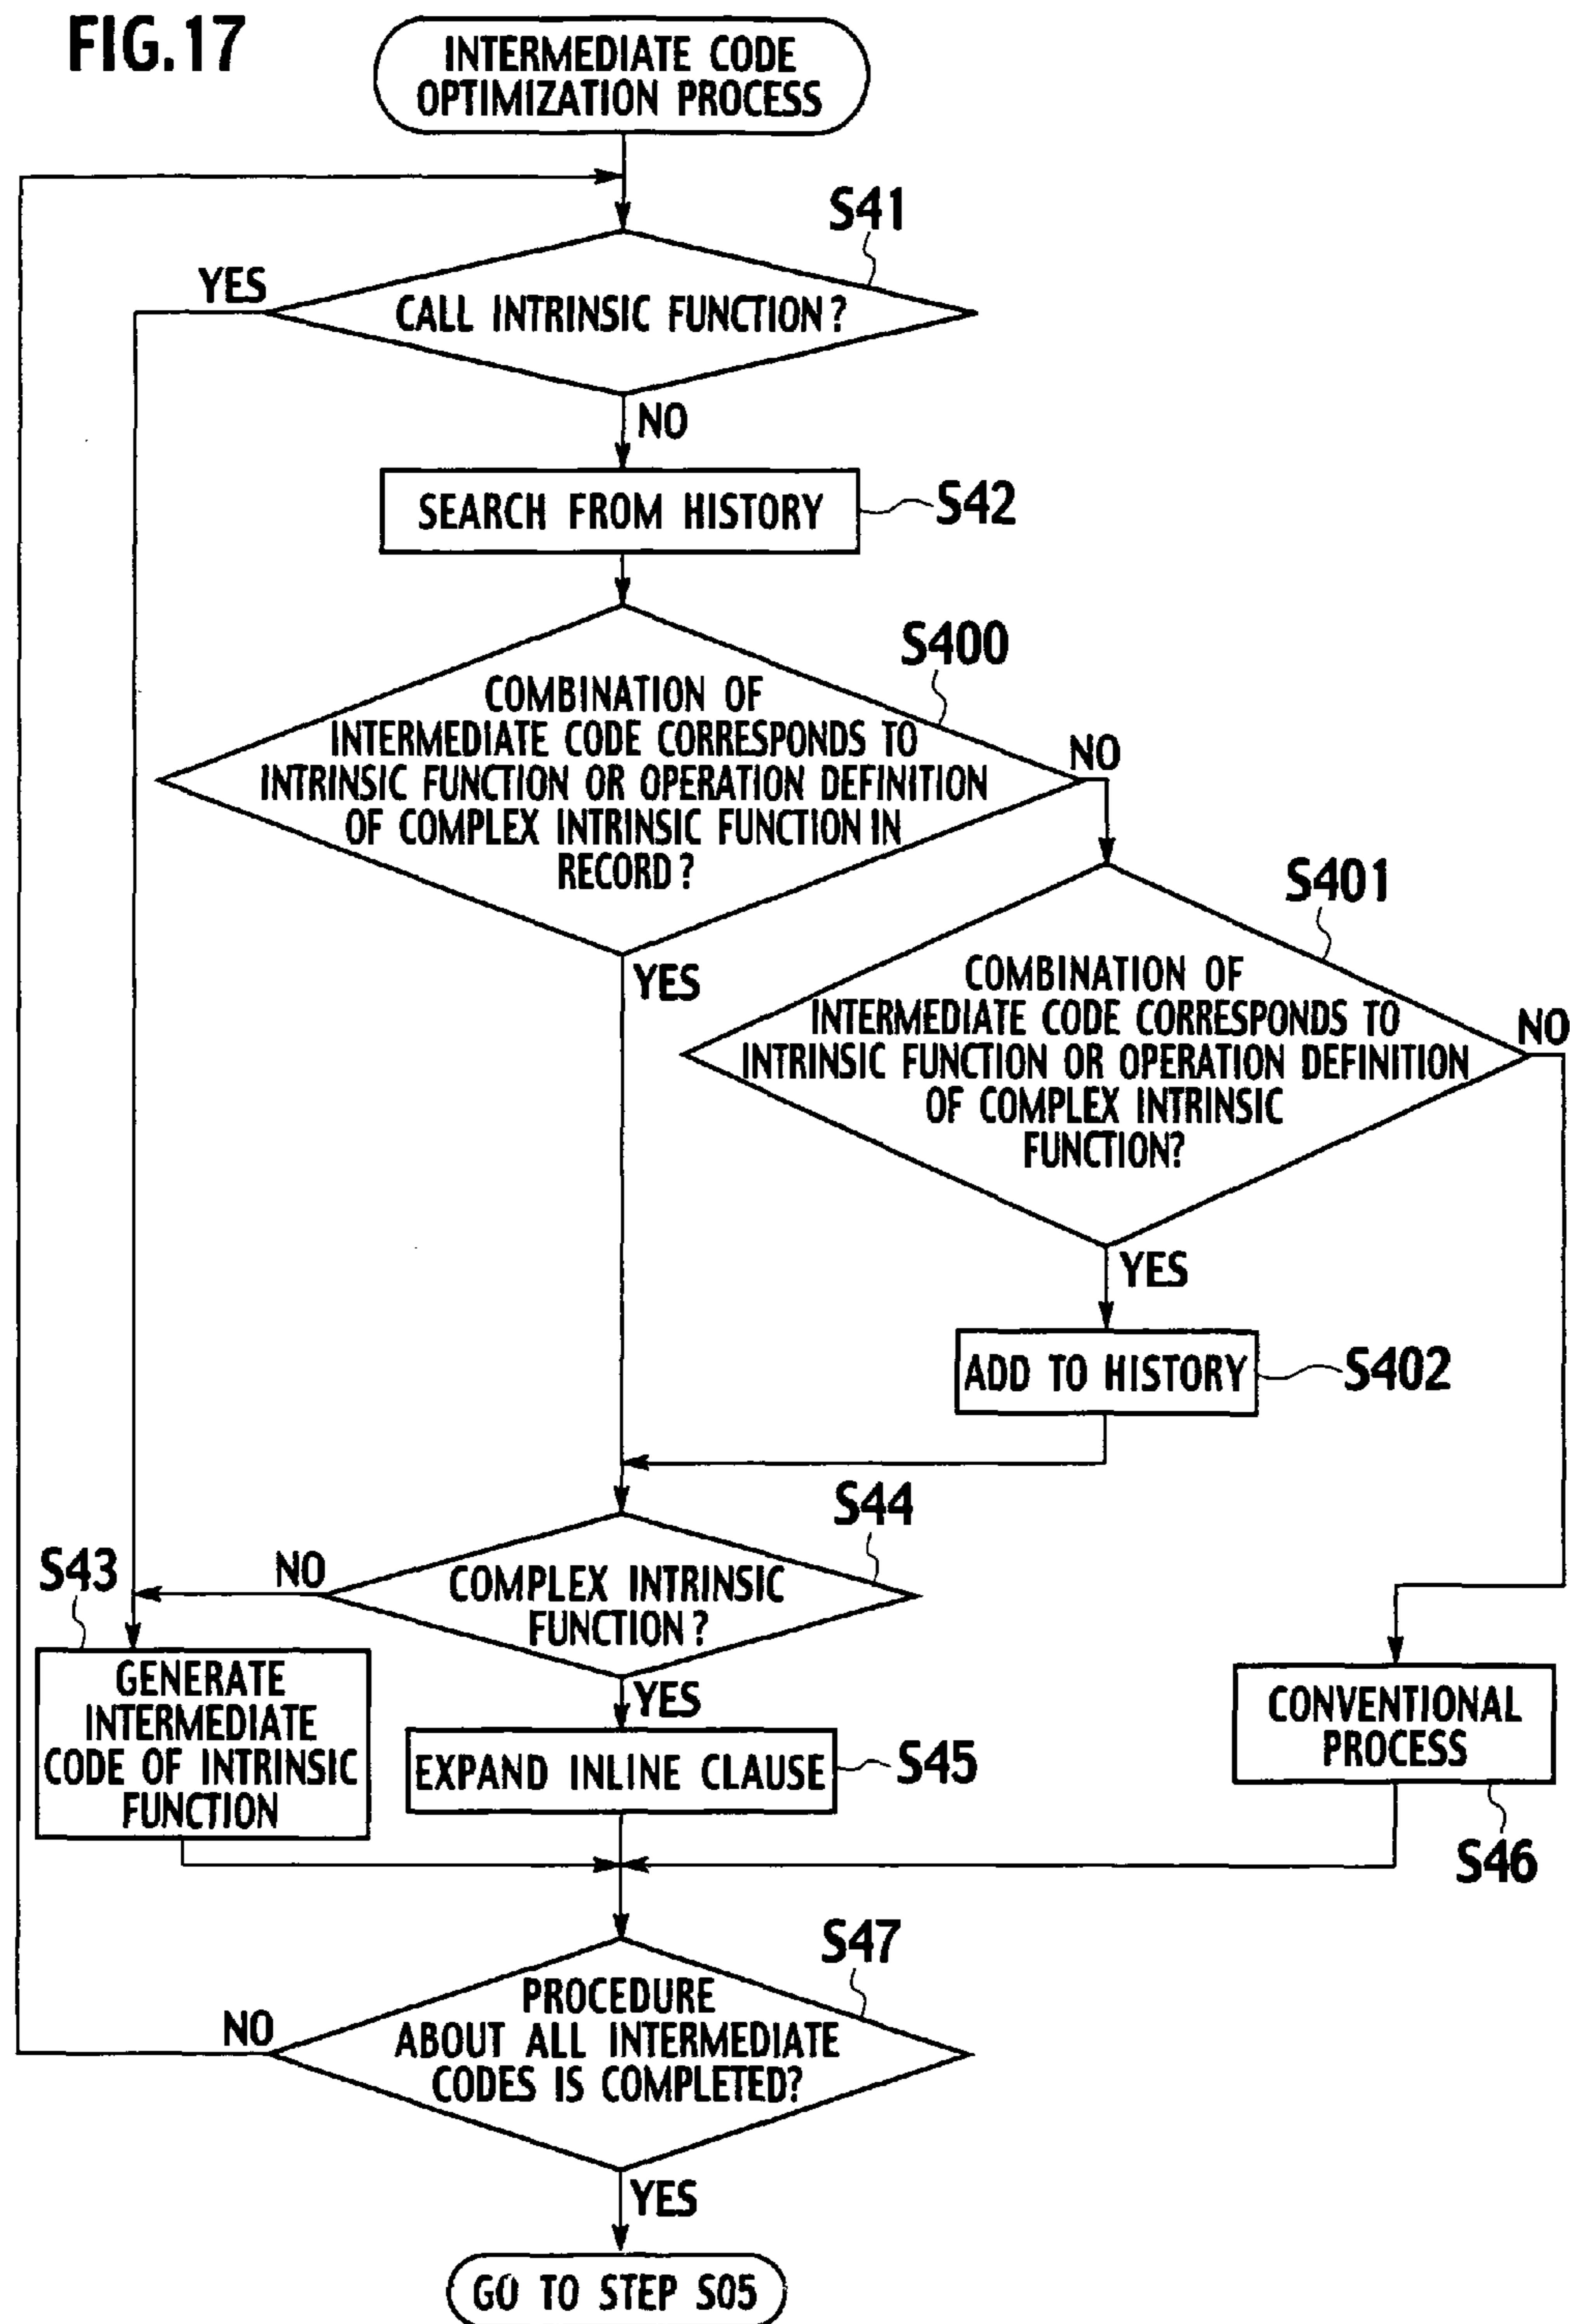 FIG.17
INTERMEDIATE CODE
OPTIMIZATION PROCESS
S41
YES
CALL INTRINSIC FUNCTION?
NO
SEARCH FROM HISTORY
S42
S400
COMBINATION OF
INTERMEDIATE CODE CORRESPONDS TO
INTRINSIC FUNCTION OR OPERATION DEFINITION
OF COMPLEX INTRINSIC FUNCTION IN
RECORD?
NO
YES
S401
COMBINATION OF
INTERMEDIATE CODE CORRESPONDS TO
INTRINSIC FUNCTION OR OPERATION DEFINITION
OF COMPLEX INTRINSIC
FUNCTION?
NO
YES
ADD TO HISTORY
S402
S44
COMPLEX INTRINSIC
FUNCTION?
NO
S43
YES
GENERATE
INTERMEDIATE
CODE OF INTRINSIC
FUNCTION
EXPAND INLINE CLAUSE
S45
CONVENTIONAL
PROCESS
S46
S47
PROCEDURE
ABOUT ALL INTERMEDIATE
CODES IS COMPLETED?
NO
YES
GO TO STEP S05